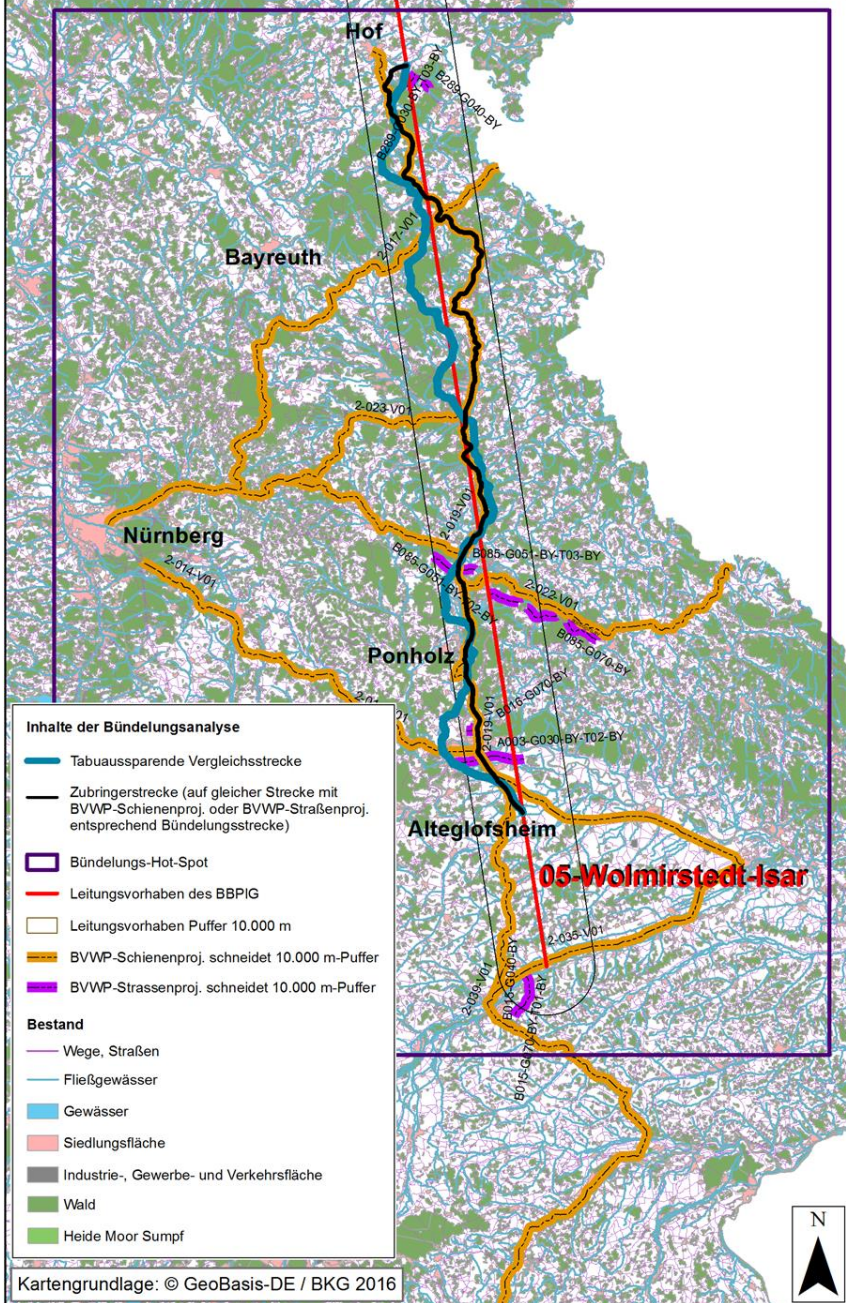 Hof
B289-G040-BY
B289-G030-BY-T03-BY
2-017-V01
Bayreuth
2-023-V01
2-019-V01
Nürnberg
B085-G051-BY-T03-BY
B085-G051-BY-T02-BY
2-014-V01
2-022-V01
B085-G070-BY
Ponholz
B016-G070-BY
2-019-V01
A003-G030-BY-T02-BY
Alteglofsheim
05-Wolmirstedt-Isar
2-035-V01
2-039-V01
B015-G040-BY
B015-G070-BY-T01-BY
Inhalte der Bündelungsanalyse
Tabuaussparende Vergleichsstrecke
Zubringerstrecke (auf gleicher Strecke mit
BVWP-Schienenproj. oder BVWP-Straßenproj.
entsprechend Bündelungsstrecke)
Bündelungs-Hot-Spot
Leitungsvorhaben des BBPlG
Leitungsvorhaben Puffer 10.000 m
BVWP-Schienenproj. schneidet 10.000 m-Puffer
BVWP-Strassenproj. schneidet 10.000 m-Puffer
Bestand
Wege, Straßen
Fließgewässer
Gewässer
Siedlungsfläche
Industrie-, Gewerbe- und Verkehrsfläche
Wald
Heide Moor Sumpf
Kartengrundlage: © GeoBasis-DE / BKG 2016
N